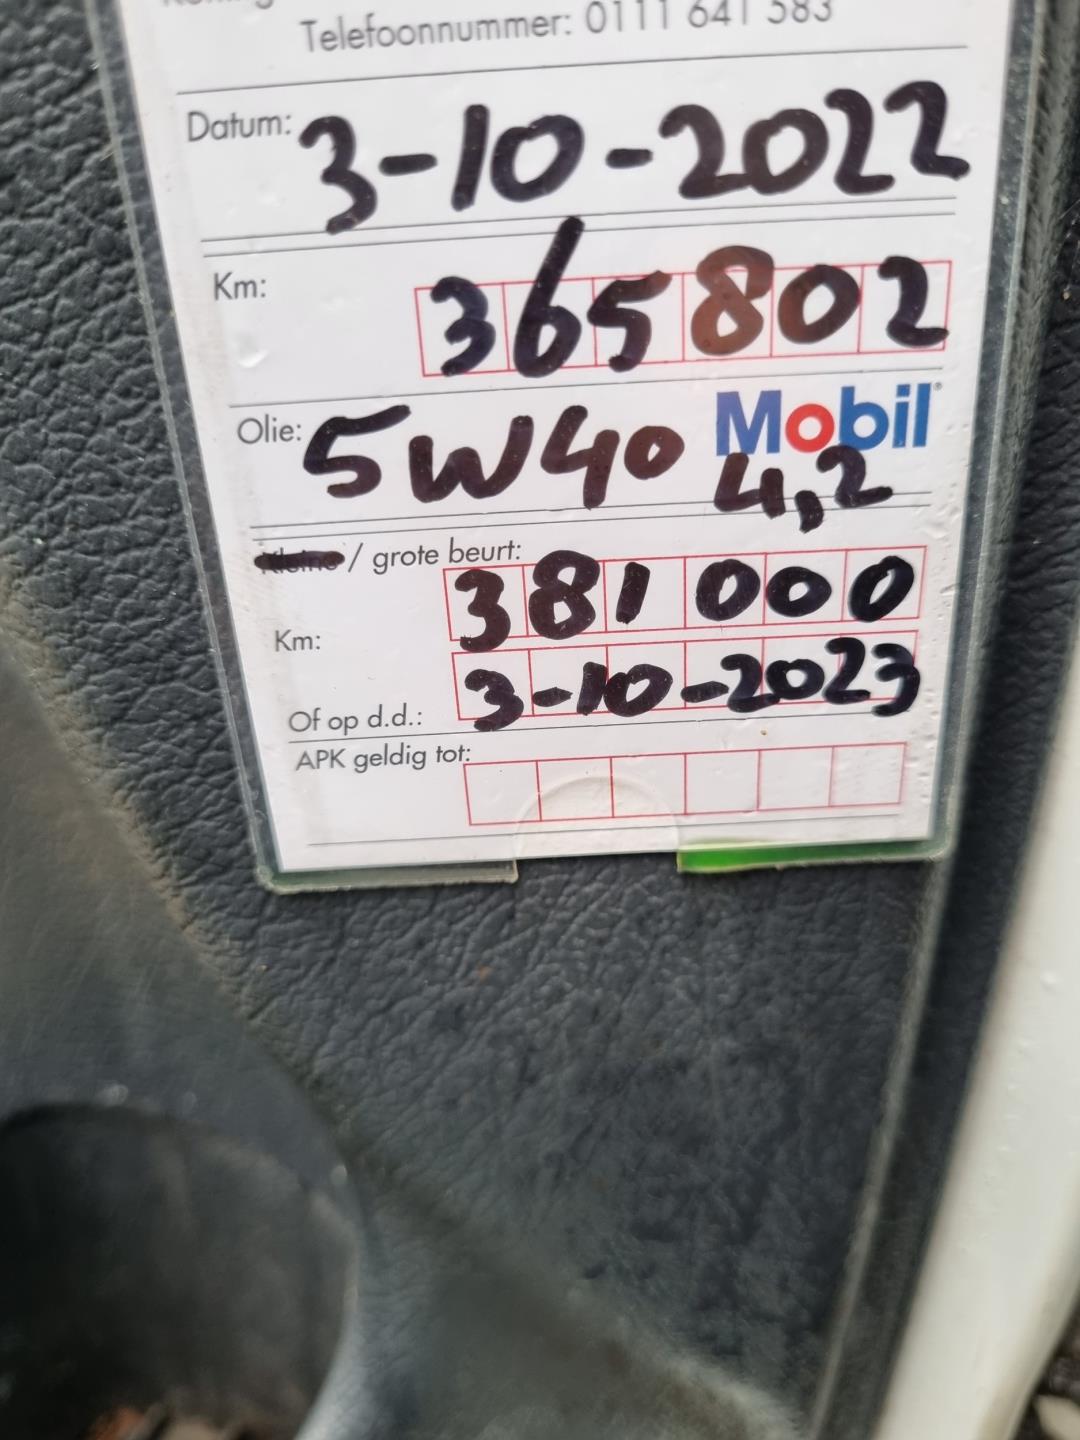 Telefoonnummer: 0111 641 583
Datum: 3-10-2022
Km: 365802
Olie: 5W40 Mobil
4,2
Kleine / grote beurt:
381000
Km:
3-10-2023
Of op d.d.:
APK geldig tot: